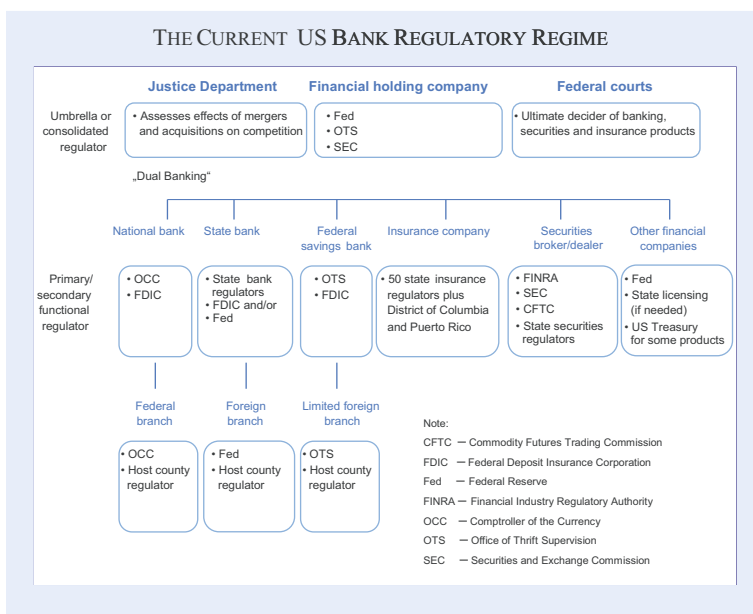 THE CURRENT US BANK REGULATORY REGIME
Justice Department
Financial holding company
Federal courts
Umbrella or
consolidated
regulator
• Assesses effects of mergers
and acquisitions on competition
• Fed
• OTS
• SEC
• Ultimate decider of banking,
securities and insurance products
„Dual Banking“
National bank
State bank
Federal
savings bank
Insurance company
Securities
broker/dealer
Other financial
companies
Primary/
secondary
functional
regulator
• OCC
• FDIC
• State bank
regulators
• FDIC and/or
• Fed
• OTS
• FDIC
• 50 state insurance
regulators plus
District of Columbia
and Puerto Rico
• FINRA
• SEC
• CFTC
• State securities
regulators
• Fed
• State licensing
(if needed)
• US Treasury
for some products
Federal
branch
Foreign
branch
Limited foreign
branch
• OCC
• Host county
regulator
• Fed
• Host county
regulator
• OTS
• Host county
regulator
Note:
CFTC — Commodity Futures Trading Commission
FDIC — Federal Deposit Insurance Corporation
Fed — Federal Reserve
FINRA — Financial Industry Regulatory Authority
OCC — Comptroller of the Currency
OTS — Office of Thrift Supervision
SEC — Securities and Exchange Commission